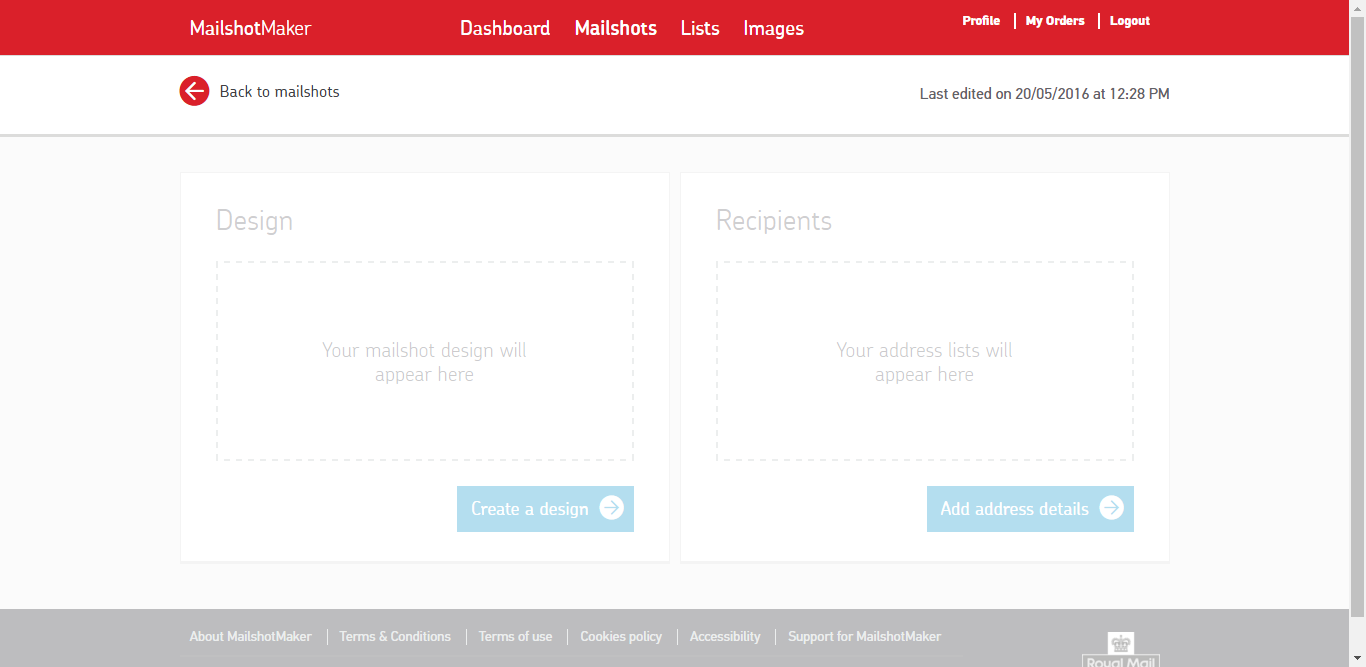 MailshotMaker
Dashboard Mailshots Lists Images
Profile My Orders Logout
Back to mailshots
Last edited on 20/05/2016 at 12:28 PM
Design
Your mailshot design will
appear here
Create a design
Recipients
Your address lists will
appear here
Add address details
About MailshotMaker Terms & Conditions Terms of use Cookies policy Accessibility Support for MailshotMaker
Royal Mail